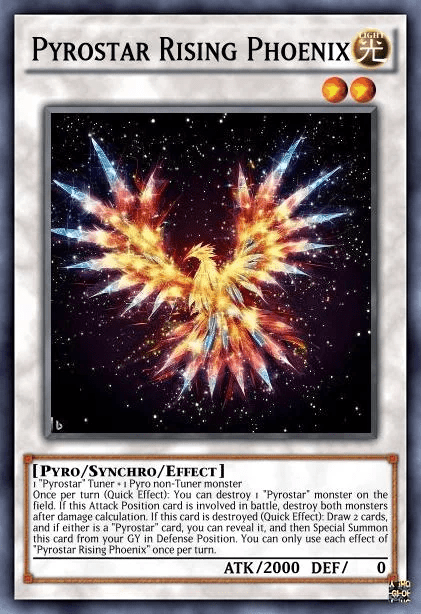 PYROSTAR RISING PHOENIX
LIGHT
光
[PYRO/SYNCHRO/EFFECT]
1 "Pyrostar" Tuner + 1 Pyro non-Tuner monster
Once per turn (Quick Effect): You can destroy 1 "Pyrostar" monster on the
field. If this Attack Position card is involved in battle, destroy both monsters
after damage calculation. If this card is destroyed (Quick Effect): Draw 2 cards,
and if either is a "Pyrostar" card, you can reveal it, and then Special Summon
this card from your GY in Defense Position. You can only use each effect of
"Pyrostar Rising Phoenix" once per turn.
ATK/2000 DEF/ 0